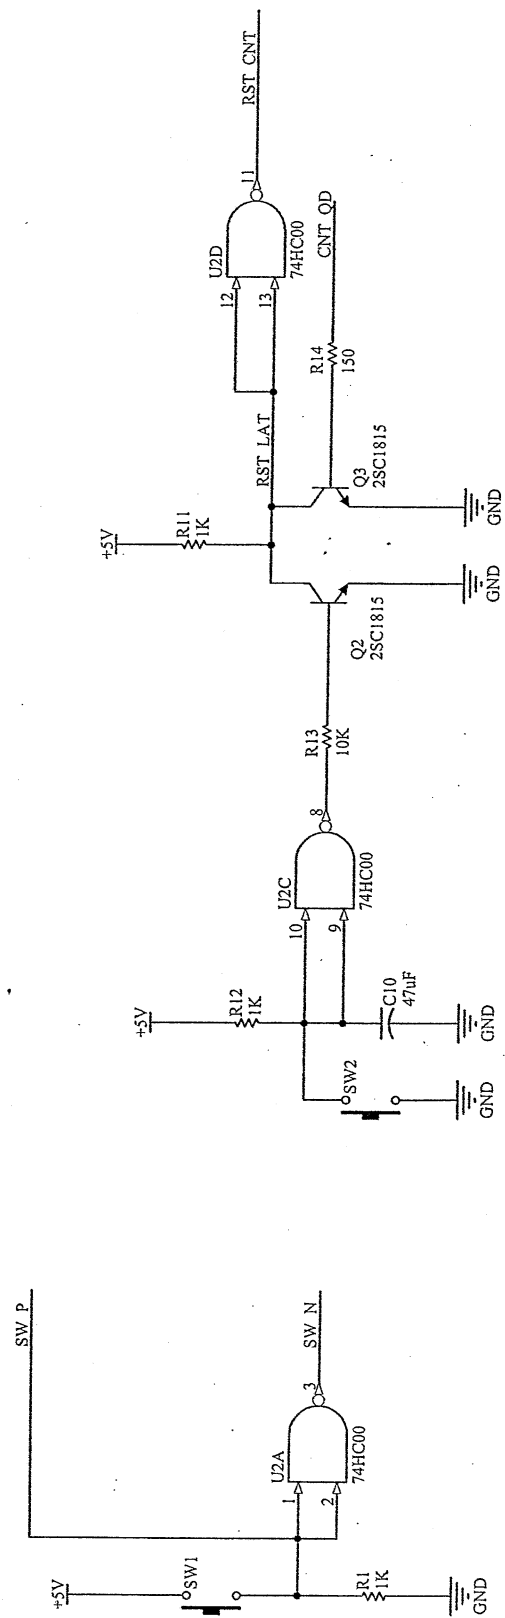 +5V
SW1
R1
1K
GND
SW P
U2A
1
2
3
74HC00
SW N
+5V
R12
1K
SW2
GND
C10
47uF
GND
U2C
10
9
8
74HC00
R13
10K
Q2
2SC1815
GND
+5V
R11
1K
RST LAT
Q3
2SC1815
GND
R14
150
CNT QD
U2D
12
13
11
74HC00
RST CNT